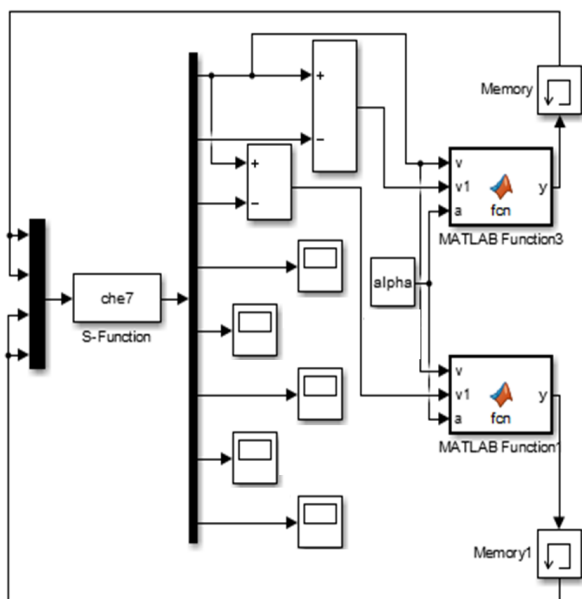 Memory
+
−
+
−
v
v1
a
fcn
y
MATLAB Function3
che7
S-Function
alpha
v
v1
a
fcn
y
MATLAB Function1
Memory1